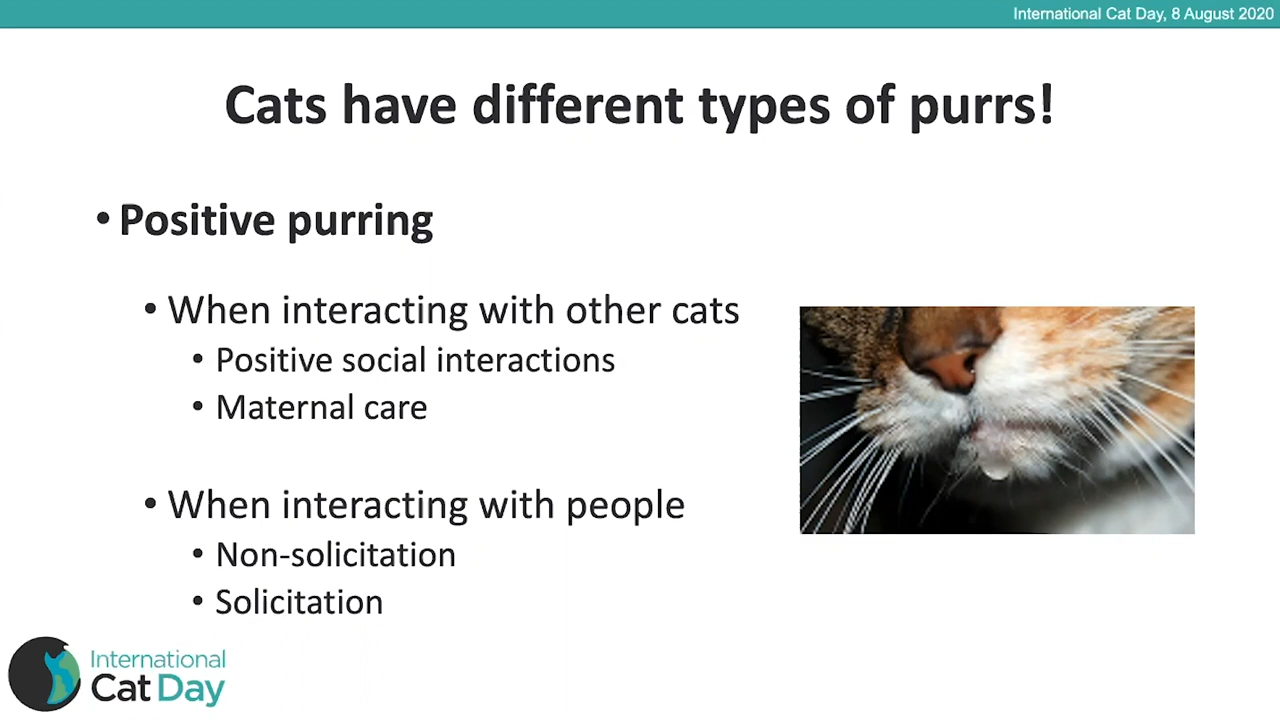 International Cat Day, 8 August 2020
Cats have different types of purrs!
• Positive purring
• When interacting with other cats
• Positive social interactions
• Maternal care
• When interacting with people
• Non-solicitation
• Solicitation
International
Cat Day